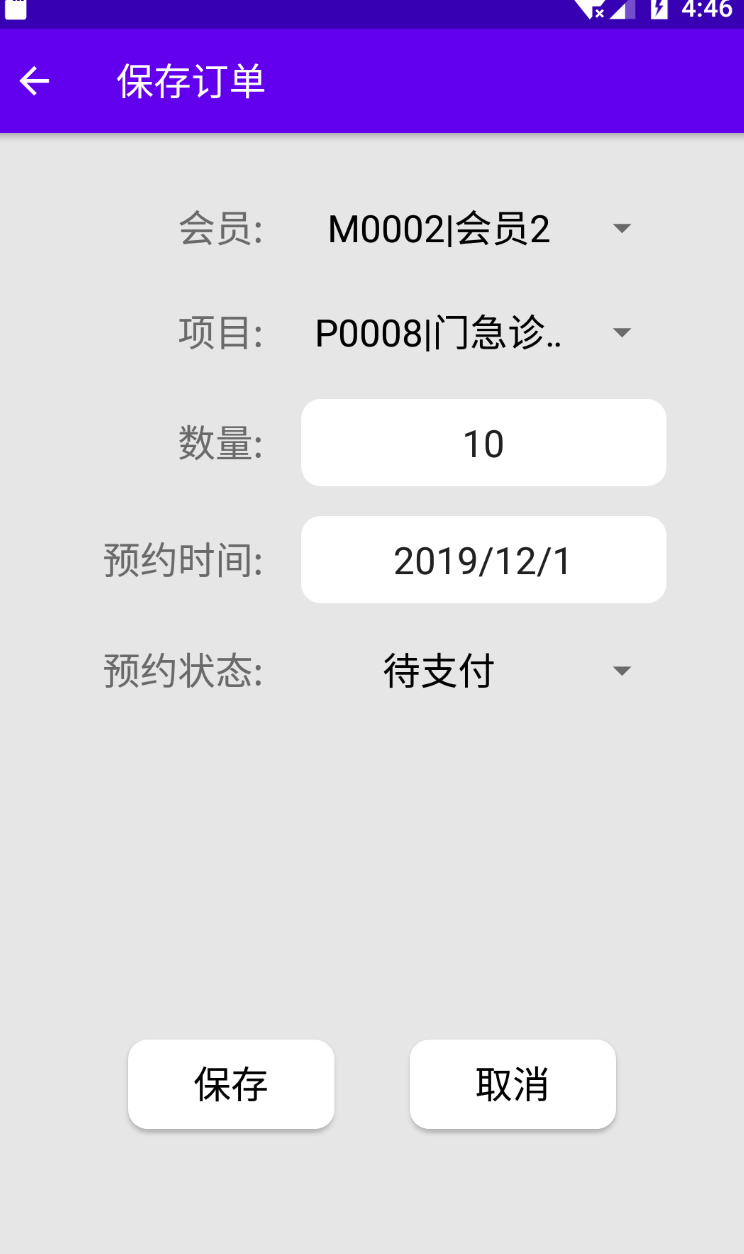 4:46
保存订单
会员: M0002|会员2
项目: P0008|门急诊..
数量: 10
预约时间: 2019/12/1
预约状态: 待支付
保存 取消